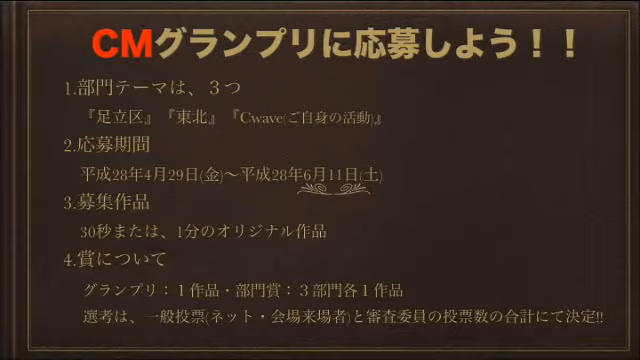 CMグランプリに応募しよう！！
1.部門テーマは、３つ
『足立区』『東北』『Cwave(ご自身の活動)』
2.応募期間
平成28年4月29日(金)〜平成28年6月11日(土)
3.募集作品
30秒または、1分のオリジナル作品
4.賞について
グランプリ：１作品・部門賞：３部門各１作品
選考は、一般投票(ネット・会場来場者)と審査委員の投票数の合計にて決定!!